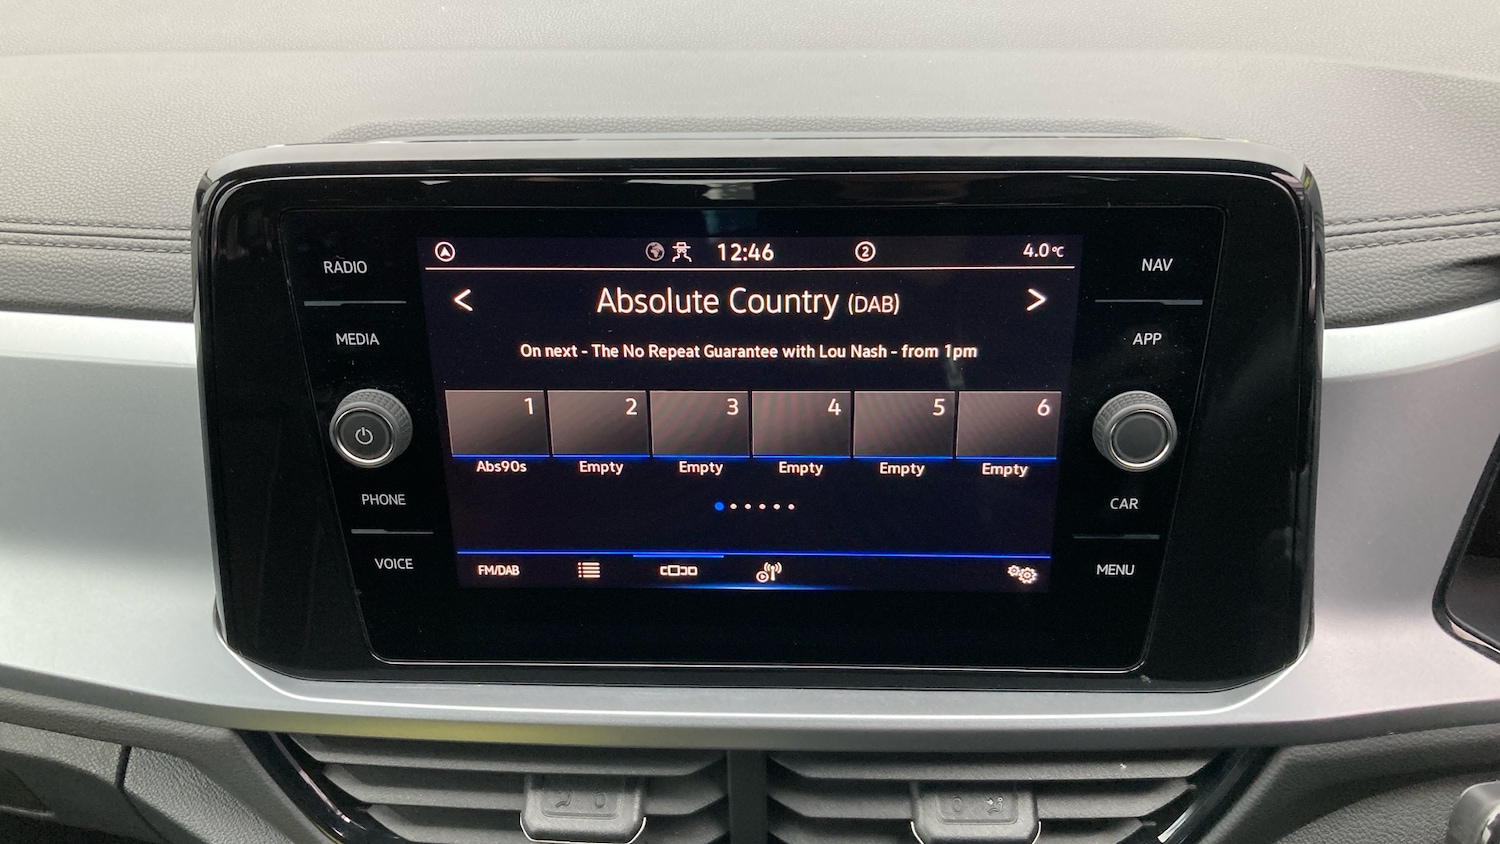 RADIO
MEDIA
PHONE
VOICE
12:46
2
4.0°C
Absolute Country (DAB)
On next - The No Repeat Guarantee with Lou Nash - from 1pm
1 2 3 4 5 6
Abs90s Empty Empty Empty Empty Empty
FM/DAB
NAV
APP
CAR
MENU